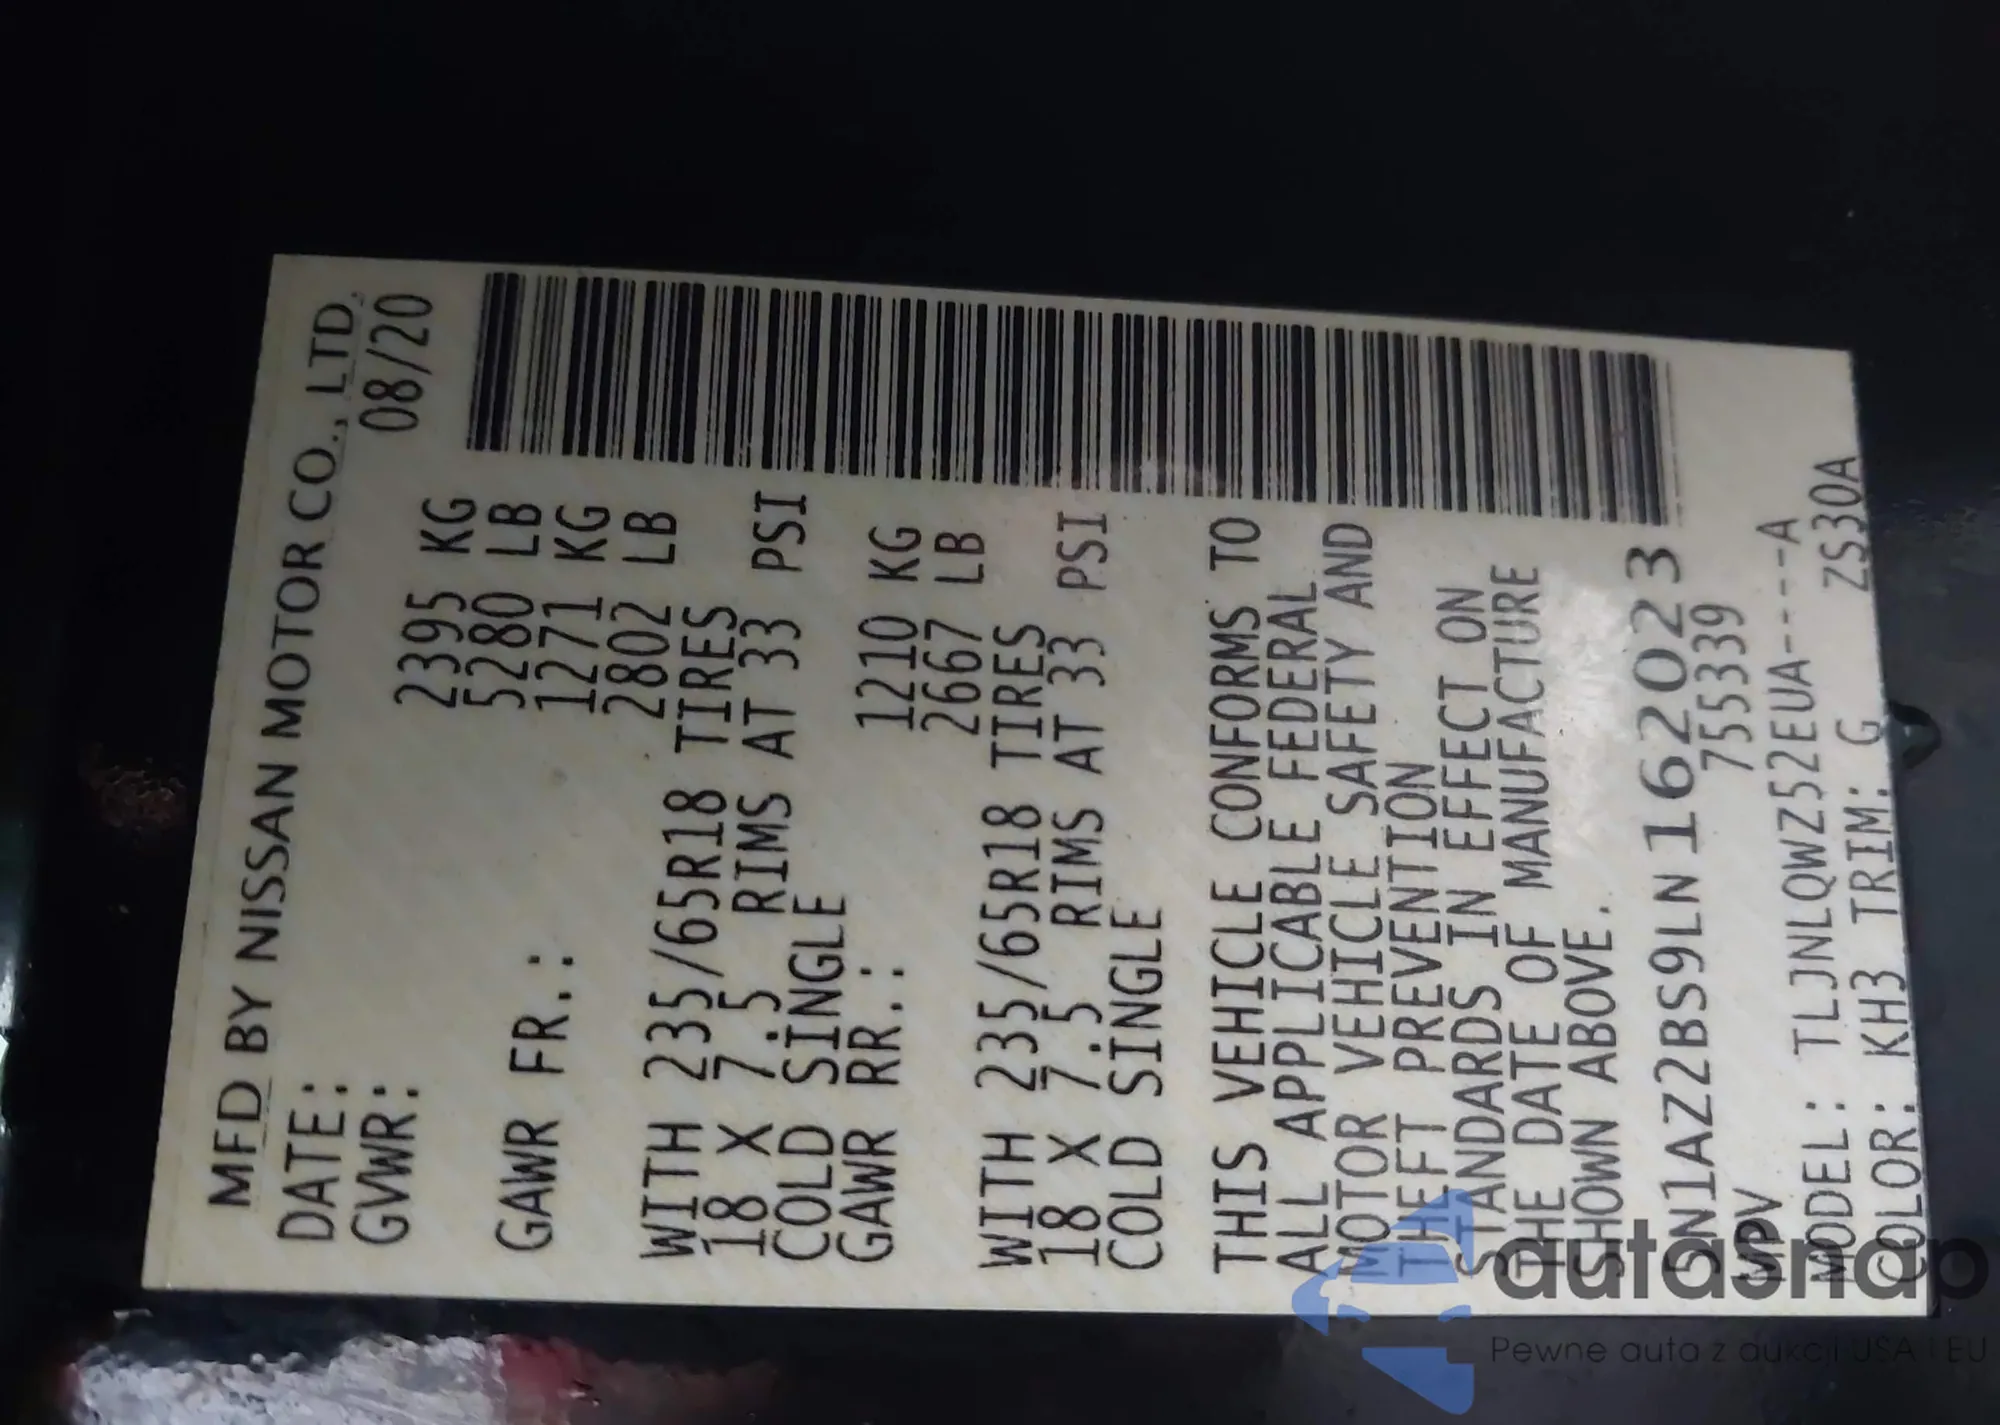 MFD BY NISSAN MOTOR CO., LTD.
DATE: 08/20
GVWR: 2395 KG
5280 LB
GAWR FR.: 1271 KG
2802 LB
WITH 235/65R18 TIRES
18 X 7.5 RIMS AT 33 PSI
COLD SINGLE
GAWR RR.: 1210 KG
2667 LB
WITH 235/65R18 TIRES
18 X 7.5 RIMS AT 33 PSI
COLD SINGLE
THIS VEHICLE CONFORMS TO
ALL APPLICABLE FEDERAL
MOTOR VEHICLE SAFETY AND
THEFT PREVENTION
STANDARDS IN EFFECT ON
THE DATE OF MANUFACTURE
SHOWN ABOVE.
5N1AZ2BS9LN162023
MPV 755339
MODEL: TLJNLQWZ52EUA----A
COLOR: KH3 TRIM: G ZS30A
autasnap
Pewne auta z aukcji USA i EU